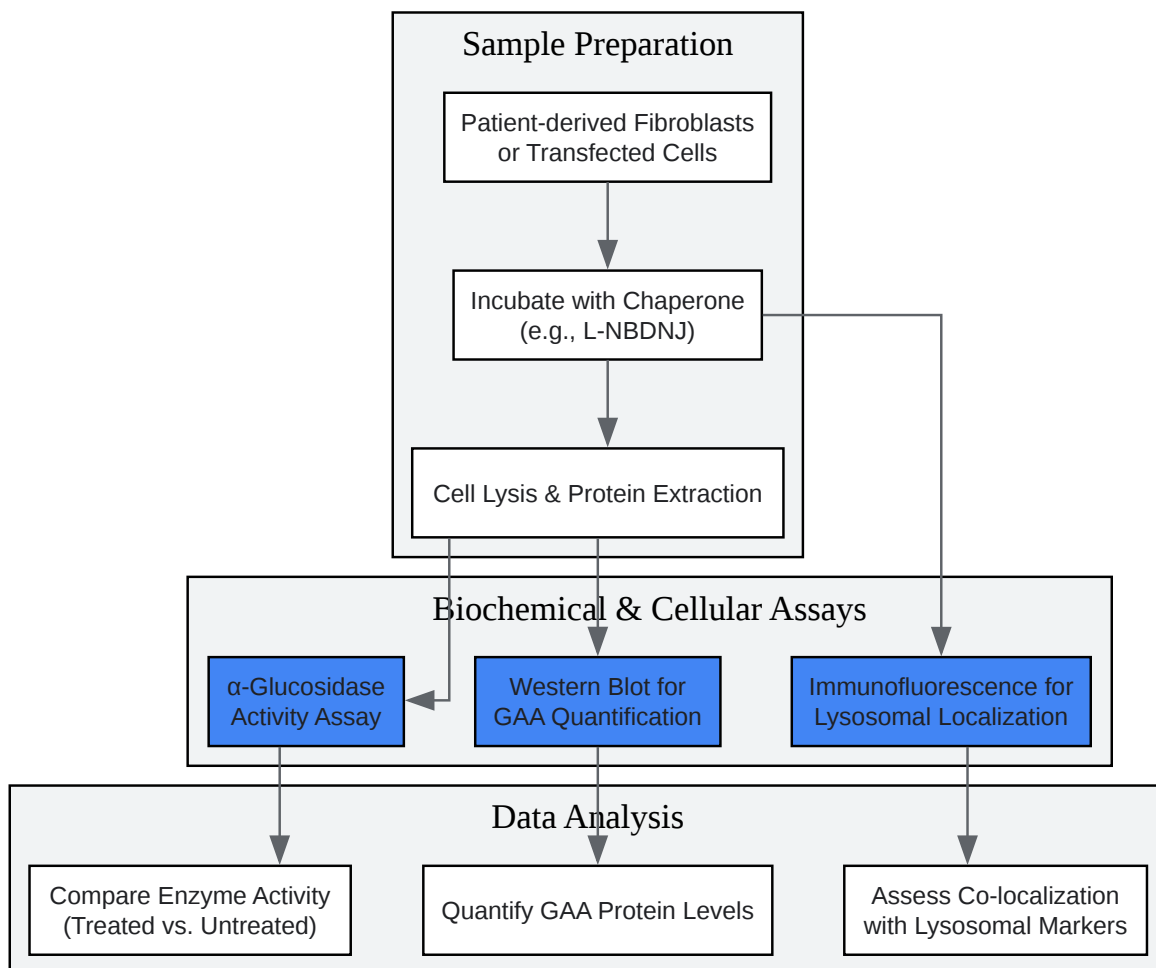 Sample Preparation
Patient-derived Fibroblasts
or Transfected Cells
Incubate with Chaperone
(e.g., L-NBDNJ)
Cell Lysis & Protein Extraction
Biochemical & Cellular Assays
α-Glucosidase
Activity Assay
Western Blot for
GAA Quantification
Immunofluorescence for
Lysosomal Localization
Data Analysis
Compare Enzyme Activity
(Treated vs. Untreated)
Quantify GAA Protein Levels
Assess Co-localization
with Lysosomal Markers